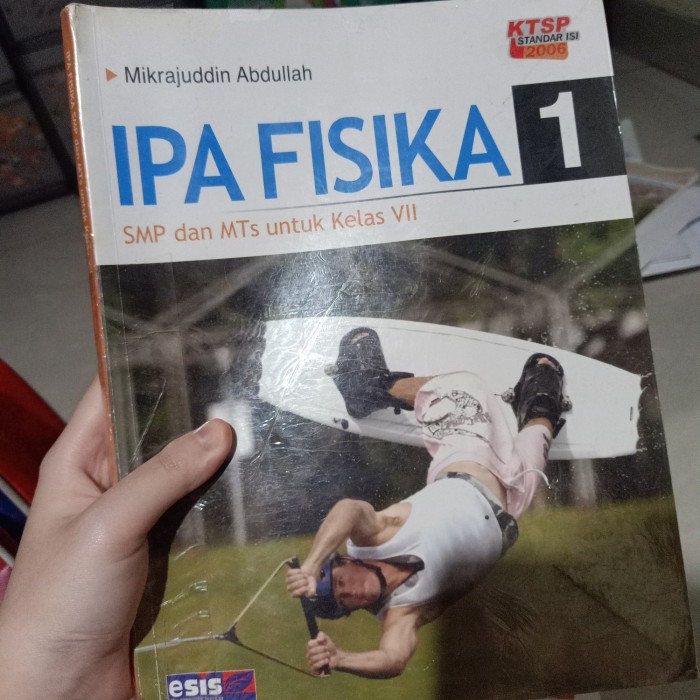 KTSP
STANDAR ISI
2006
Mikrajuddin Abdullah
IPA FISIKA 1
SMP dan MTs untuk Kelas VII
esis